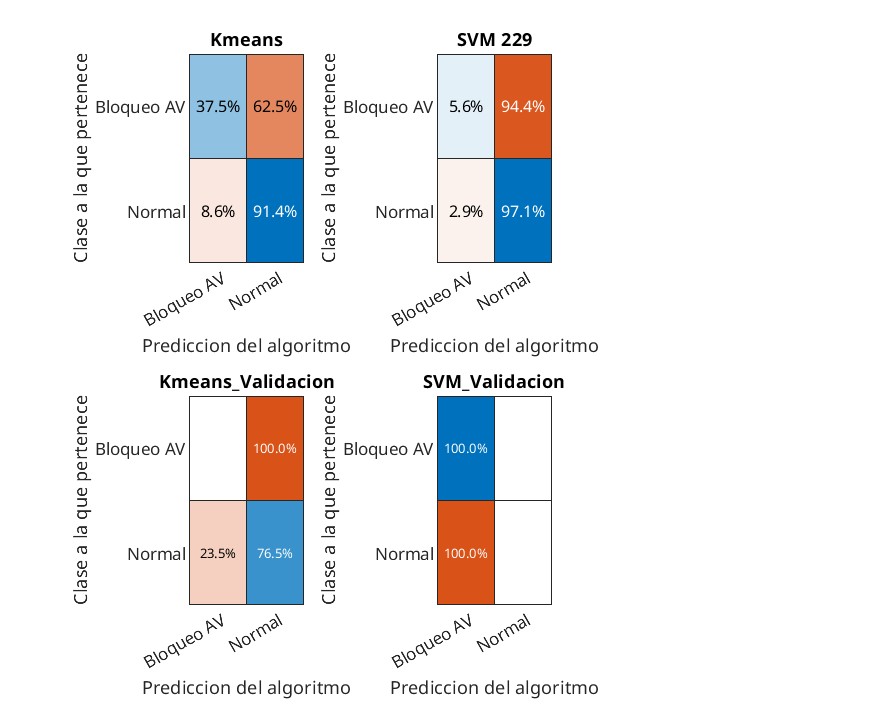 Kmeans
Clase a la que pertenece
Bloqueo AV
37.5% 62.5%
Normal
8.6% 91.4%
Bloqueo AV
Normal
Prediccion del algoritmo
SVM 229
Clase a la que pertenece
Bloqueo AV
5.6% 94.4%
Normal
2.9% 97.1%
Bloqueo AV
Normal
Prediccion del algoritmo
Kmeans_Validacion
Clase a la que pertenece
Bloqueo AV
100.0%
Normal
23.5% 76.5%
Bloqueo AV
Normal
Prediccion del algoritmo
SVM_Validacion
Clase a la que pertenece
Bloqueo AV
100.0%
Normal
100.0%
Bloqueo AV
Normal
Prediccion del algoritmo